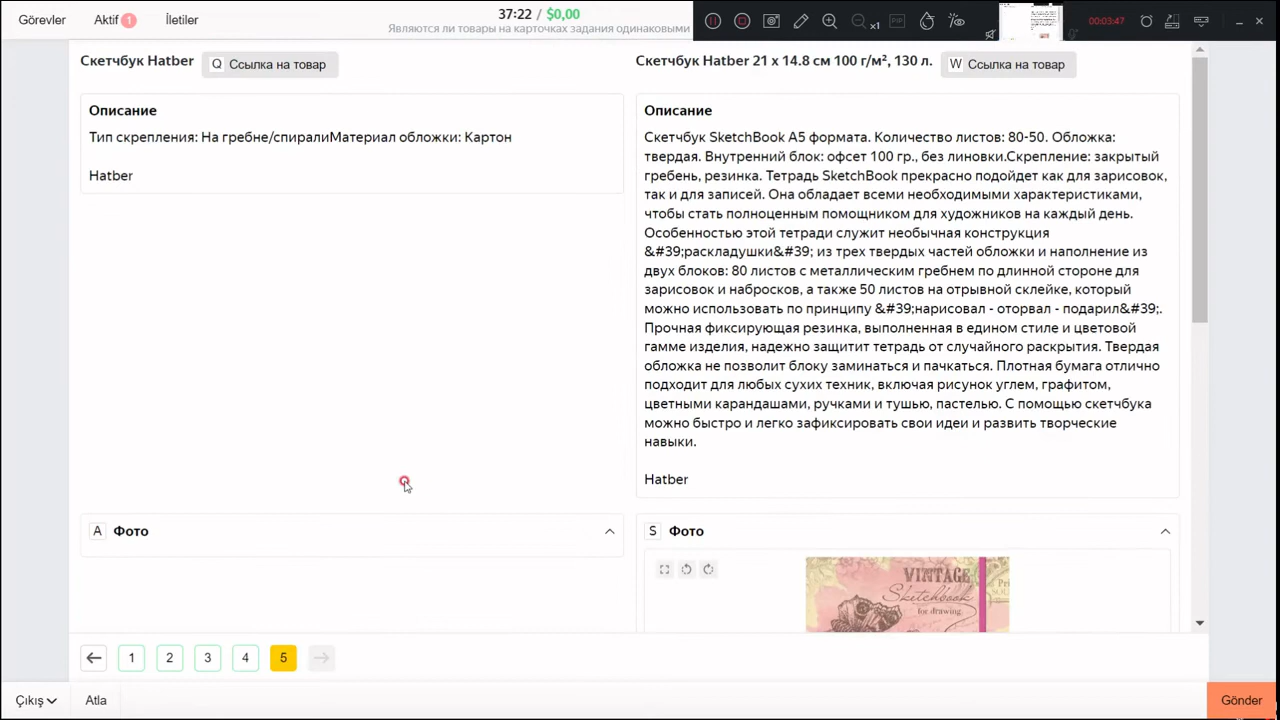 Görevler
Aktif 1
İletiler
37:22 / $0,00
Являются ли товары на карточках задания одинаковыми
x1
PIP
00:03:47
Скетчбук Hatber
Q Ссылка на товар
Описание
Тип скрепления: На гребне/спиралиМатериал обложки: Картон
Hatber
A Фото
Скетчбук Hatber 21 x 14.8 см 100 г/м², 130 л.
W Ссылка на товар
Описание
Скетчбук SketchBook А5 формата. Количество листов: 80-50. Обложка:
твердая. Внутренний блок: офсет 100 гр., без линовки.Скрепление: закрытый
гребень, резинка. Тетрадь SketchBook прекрасно подойдет как для зарисовок,
так и для записей. Она обладает всеми необходимыми характеристиками,
чтобы стать полноценным помощником для художников на каждый день.
Особенностью этой тетради служит необычная конструкция
&#39;раскладушки&#39; из трех твердых частей обложки и наполнение из
двух блоков: 80 листов с металлическим гребнем по длинной стороне для
зарисовок и набросков, а также 50 листов на отрывной склейке, который
можно использовать по принципу &#39;нарисовал - оторвал - подарил&#39;.
Прочная фиксирующая резинка, выполненная в едином стиле и цветовой
гамме изделия, надежно защитит тетрадь от случайного раскрытия. Твердая
обложка не позволит блоку заминаться и пачкаться. Плотная бумага отлично
подходит для любых сухих техник, включая рисунок углем, графитом,
цветными карандашами, ручками и тушью, пастелью. С помощью скетчбука
можно быстро и легко зафиксировать свои идеи и развить творческие
навыки.
Hatber
S Фото
VINTAGE
Sketchbook
for drawing
1 2 3 4 5
Çıkış
Atla
Gönder